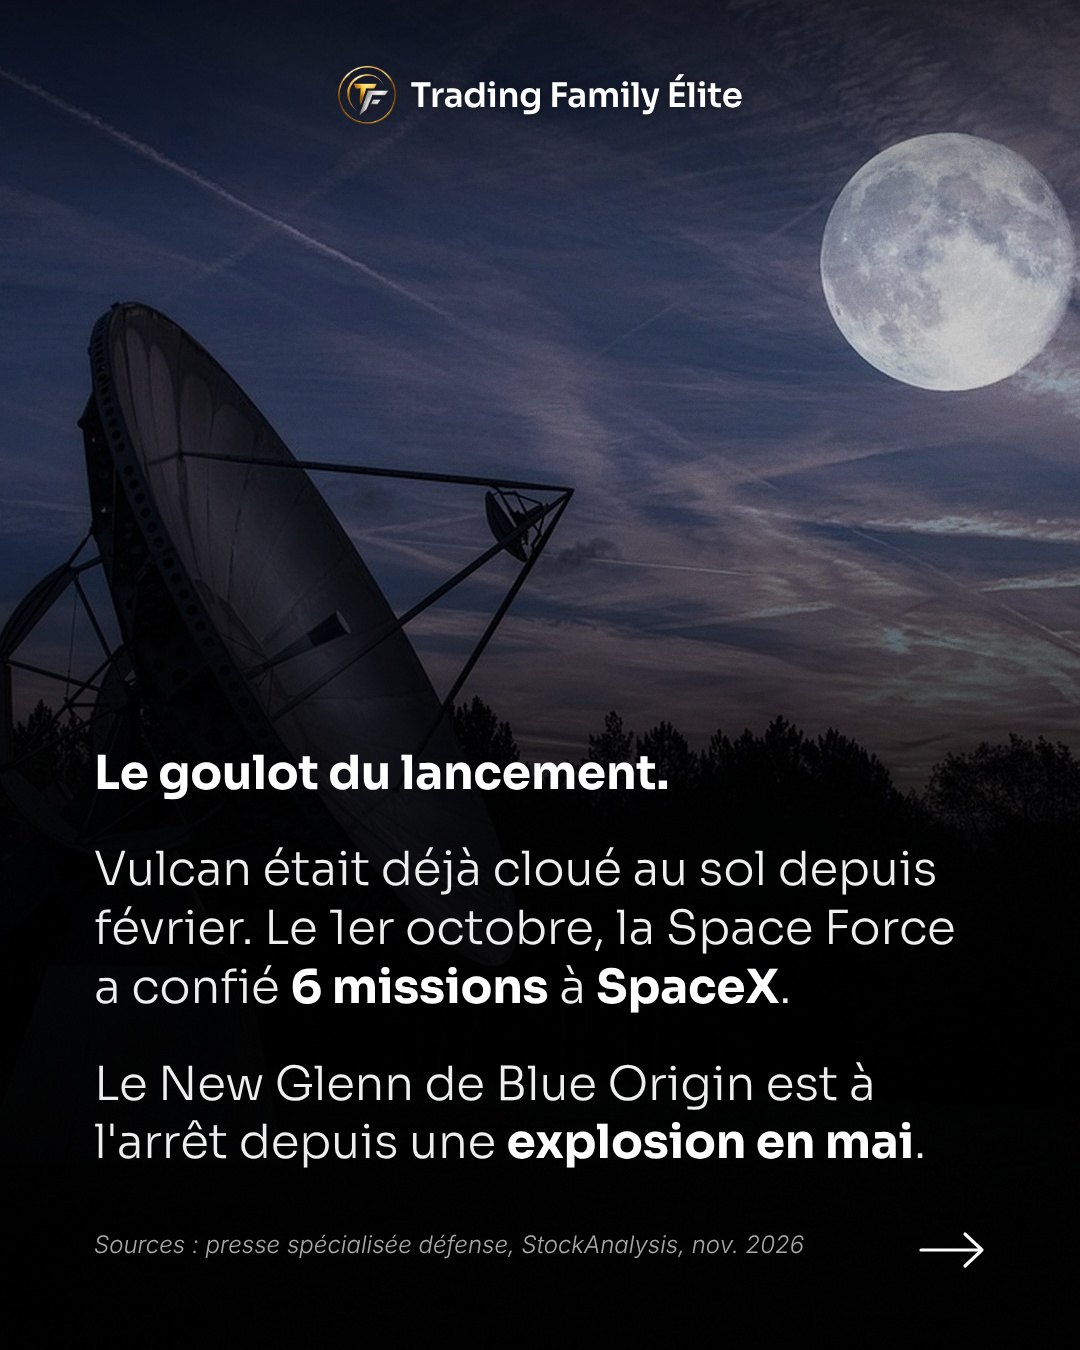 Trading Family Élite
Le goulot du lancement.
Vulcan était déjà cloué au sol depuis
février. Le 1er octobre, la Space Force
a confié 6 missions à SpaceX.
Le New Glenn de Blue Origin est à
l'arrêt depuis une explosion en mai.
Sources : presse spécialisée défense, StockAnalysis, nov. 2026